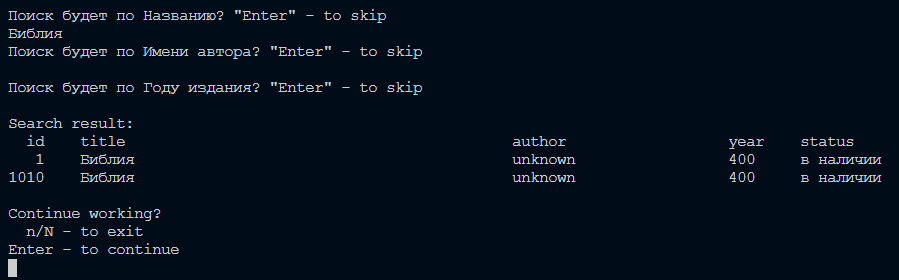 Поиск будет по Названию? "Enter" - to skip
Библия
Поиск будет по Имени автора? "Enter" - to skip
Поиск будет по Году издания? "Enter" - to skip
Search result:
id title author year status
1 Библия unknown 400 в наличии
1010 Библия unknown 400 в наличии
Continue working?
n/N - to exit
Enter - to continue